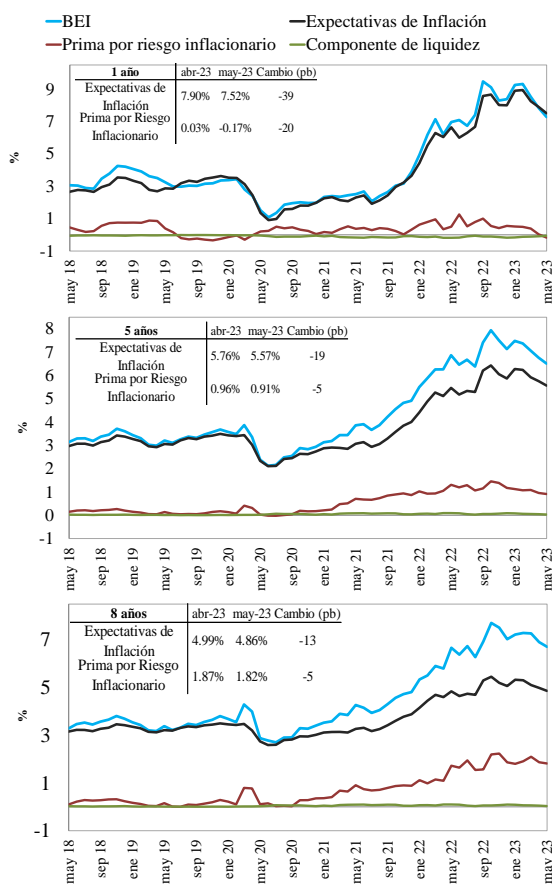 BEI Expectativas de Inflación
Prima por riesgo inflacionario Componente de liquidez
1 año abr-23 may-23 Cambio (pb)
Expectativas de Inflación 7.90% 7.52% -39
Prima por Riesgo Inflacionario 0.03% -0.17% -20
%
9
7
5
3
1
-1
may 18 sep 18 ene 19 may 19 sep 19 ene 20 may 20 sep 20 ene 21 may 21 sep 21 ene 22 may 22 sep 22 ene 23 may 23
5 años abr-23 may-23 Cambio (pb)
Expectativas de Inflación 5.76% 5.57% -19
Prima por Riesgo Inflacionario 0.96% 0.91% -5
%
8
7
6
5
4
3
2
1
0
-1
may 18 sep 18 ene 19 may 19 sep 19 ene 20 may 20 sep 20 ene 21 may 21 sep 21 ene 22 may 22 sep 22 ene 23 may 23
8 años abr-23 may-23 Cambio (pb)
Expectativas de Inflación 4.99% 4.86% -13
Prima por Riesgo Inflacionario 1.87% 1.82% -5
%
7
5
3
1
-1
may 18 sep 18 ene 19 may 19 sep 19 ene 20 may 20 sep 20 ene 21 may 21 sep 21 ene 22 may 22 sep 22 ene 23 may 23